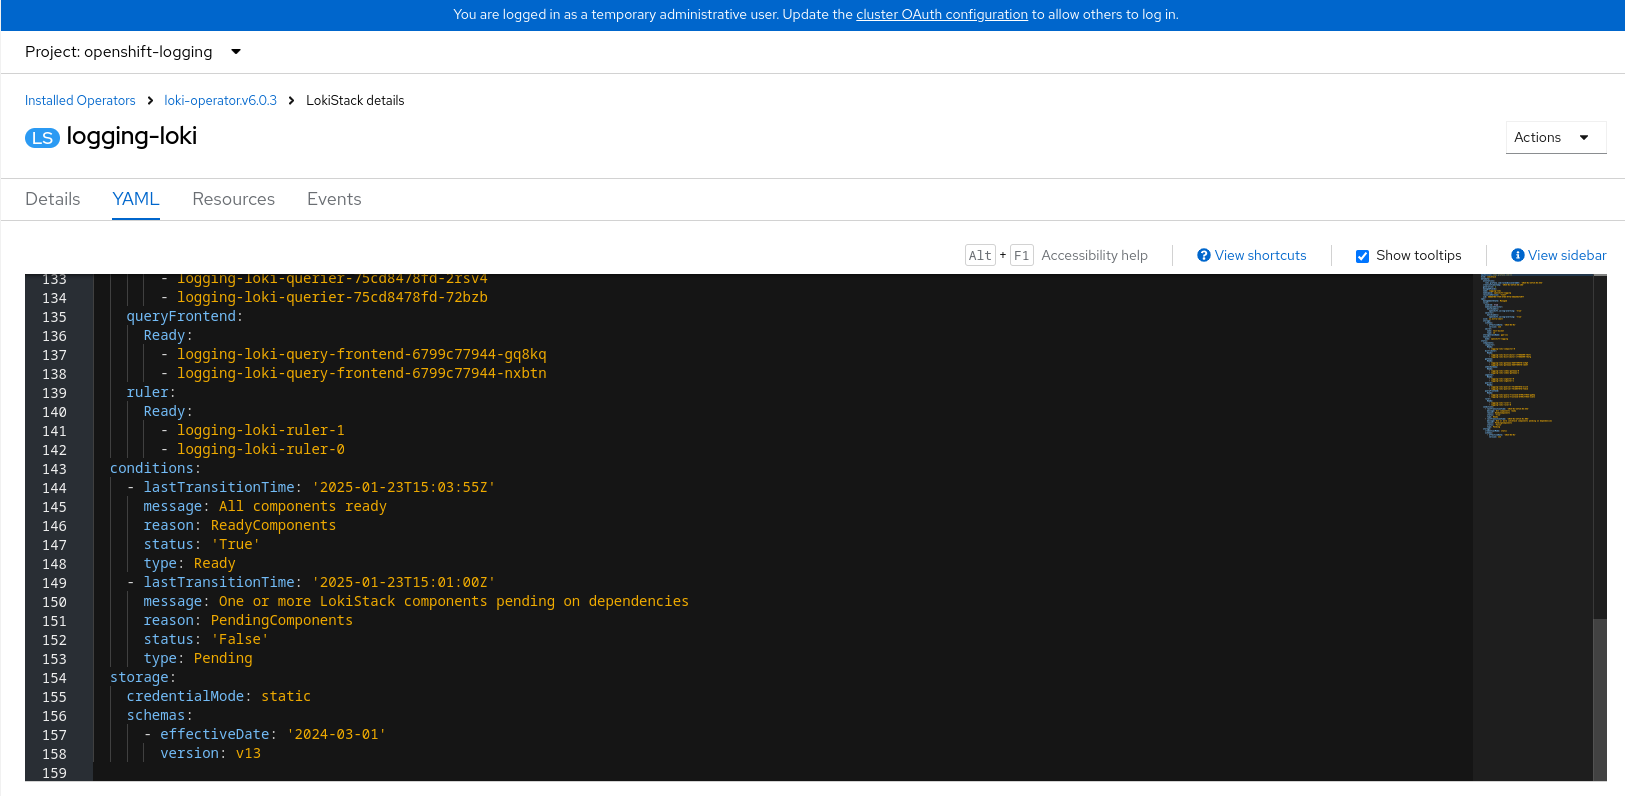 You are logged in as a temporary administrative user. Update the cluster OAuth configuration to allow others to log in.
Project: openshift-logging
Installed Operators > loki-operator.v6.0.3 > LokiStack details
LS logging-loki
Actions
Details YAML Resources Events
Alt + F1 Accessibility help View shortcuts Show tooltips View sidebar
133 - logging-loki-querier-75cd8478fd-2rsv4
134 - logging-loki-querier-75cd8478fd-72bzb
135 queryFrontend:
136 Ready:
137 - logging-loki-query-frontend-6799c77944-gq8kq
138 - logging-loki-query-frontend-6799c77944-nxbtn
139 ruler:
140 Ready:
141 - logging-loki-ruler-1
142 - logging-loki-ruler-0
143 conditions:
144 - lastTransitionTime: '2025-01-23T15:03:55Z'
145 message: All components ready
146 reason: ReadyComponents
147 status: 'True'
148 type: Ready
149 - lastTransitionTime: '2025-01-23T15:01:00Z'
150 message: One or more LokiStack components pending on dependencies
151 reason: PendingComponents
152 status: 'False'
153 type: Pending
154 storage:
155 credentialMode: static
156 schemas:
157 - effectiveDate: '2024-03-01'
158 version: v13
159